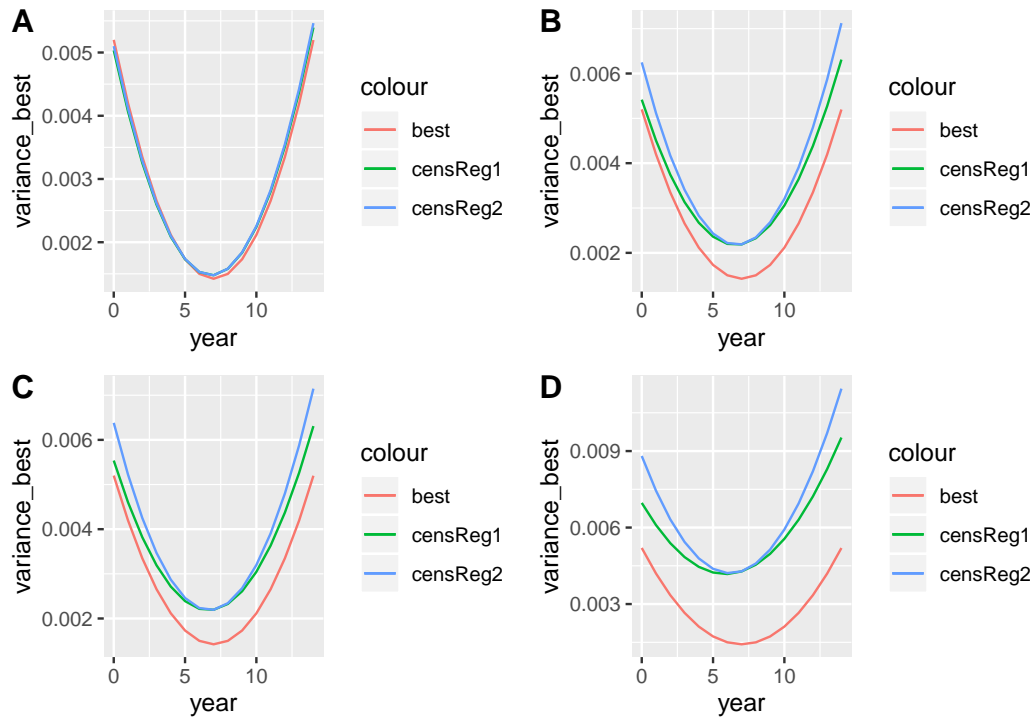 A
variance_best
0.005
0.004
0.003
0.002
0
5
10
year
colour
best
censReg1
censReg2
B
variance_best
0.006
0.004
0.002
0
5
10
year
colour
best
censReg1
censReg2
C
variance_best
0.006
0.004
0.002
0
5
10
year
colour
best
censReg1
censReg2
D
variance_best
0.009
0.006
0.003
0
5
10
year
colour
best
censReg1
censReg2